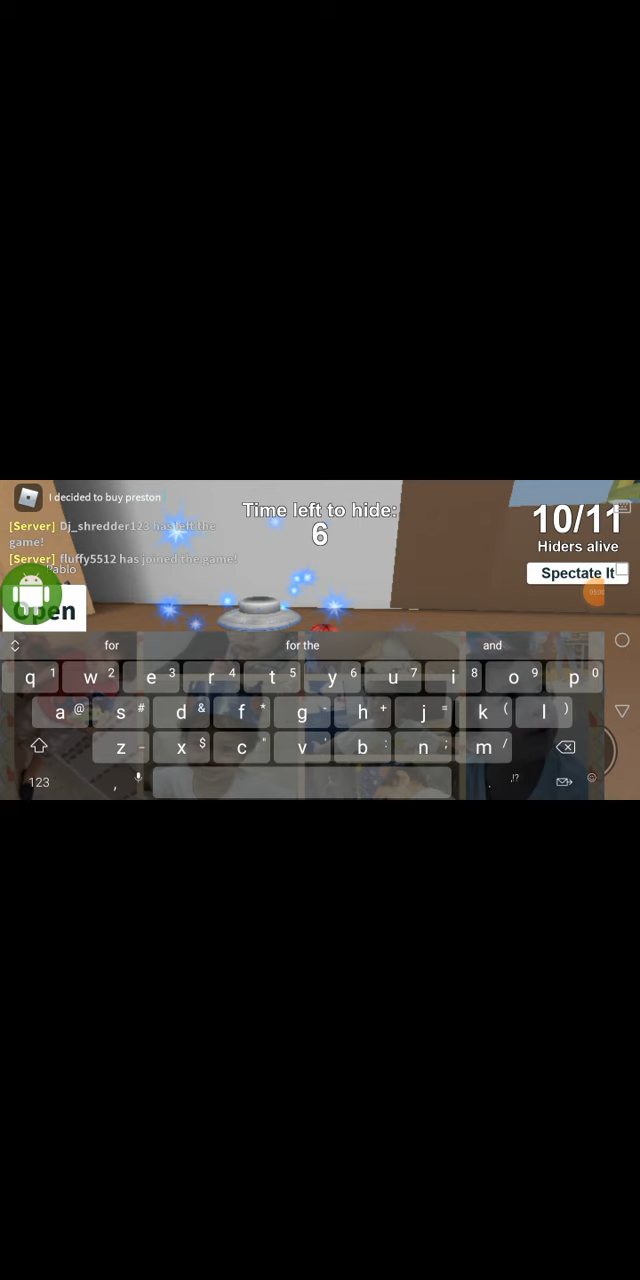 I decided to buy preston
[Server] Dj_shredder123 has left the
game!
[Server] fluffy5512 has joined the game!
Pablo
Open
Time left to hide:
6
10/11
Hiders alive
Spectate It
for for the and
q 1 w 2 e 3 r 4 t 5 y 6 u 7 i 8 o 9 p 0
a @ s # d & f * g - h + j = k ( l )
z _ x $ c " v ' b : n ; m /
123 , . ,!?